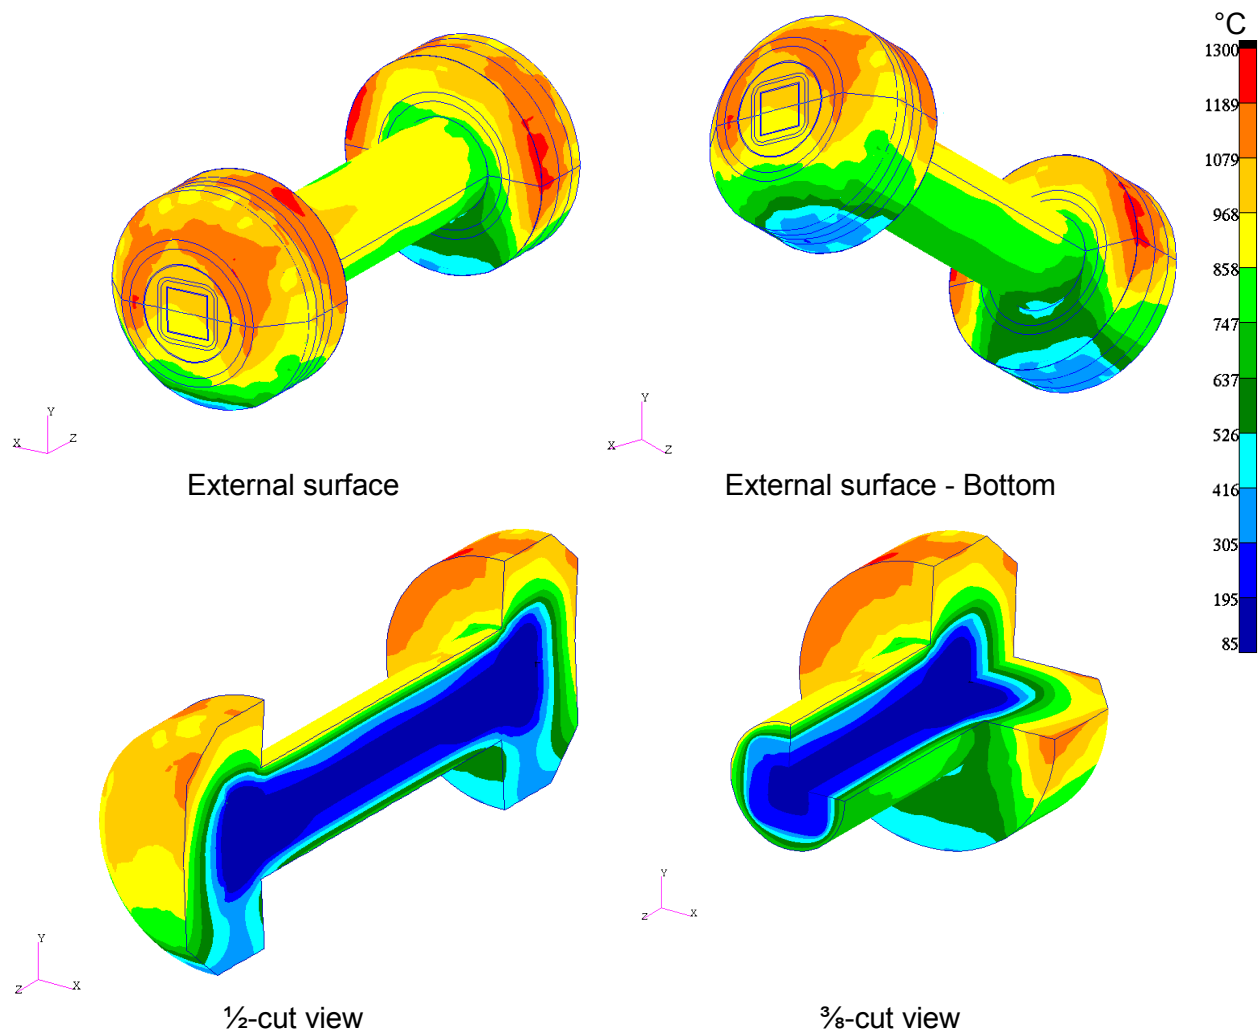 °C
1300
1189
1079
968
858
747
637
526
416
305
195
85
Y
X
Z
Y
X
Z
External surface
External surface - Bottom
Y
Z
X
Y
Z
X
½-cut view
⅜-cut view